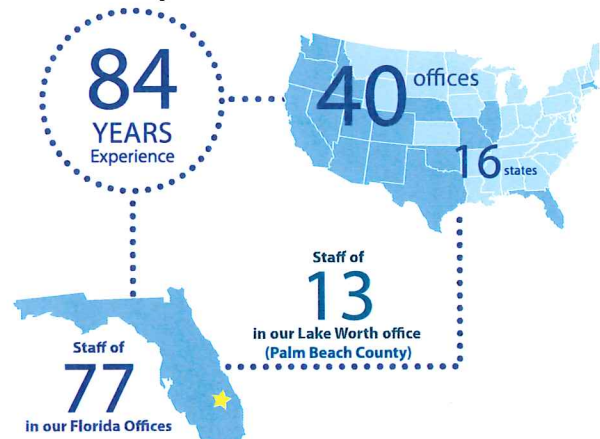 84
YEARS
Experience
40 offices
16 states
Staff of
13
in our Lake Worth office
(Palm Beach County)
Staff of
77
in our Florida Offices